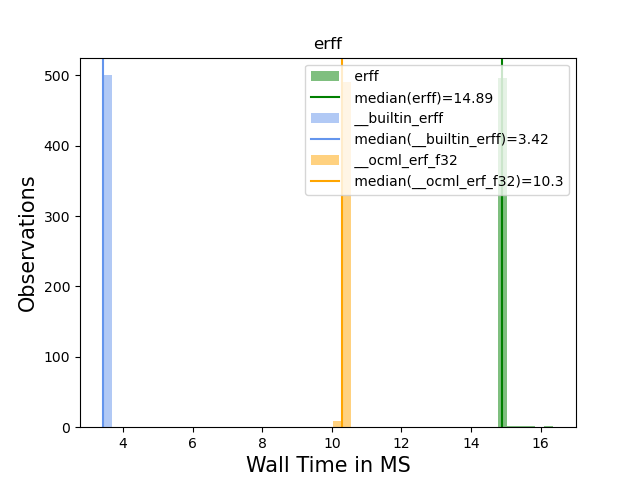 erff
Observations
500
400
300
200
100
0
erff
median(erff)=14.89
__builtin_erff
median(__builtin_erff)=3.42
__ocml_erf_f32
median(__ocml_erf_f32)=10.3
4 6 8 10 12 14 16
Wall Time in MS